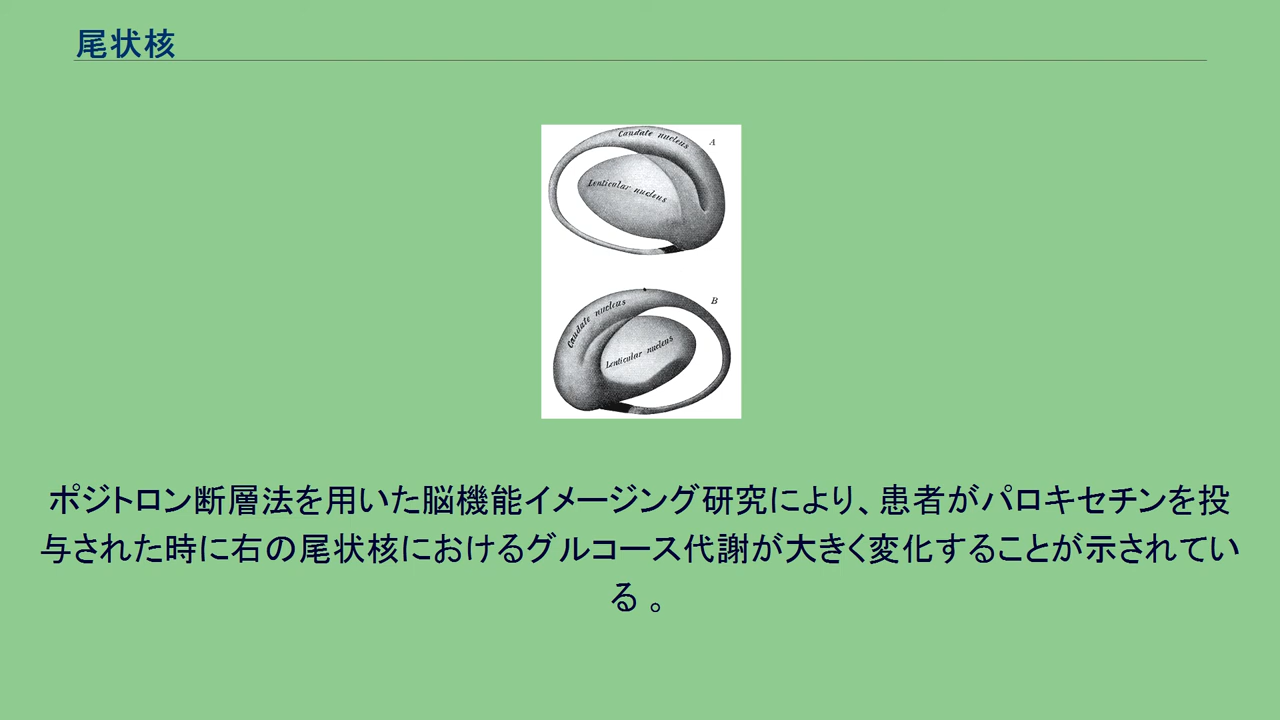 尾状核
Caudate nucleus
A
Lenticular nucleus
Caudate nucleus
B
Lenticular nucleus
ポジトロン断層法を用いた脳機能イメージング研究により、患者がパロキセチンを投
与された時に右の尾状核におけるグルコース代謝が大きく変化することが示されてい
る 。